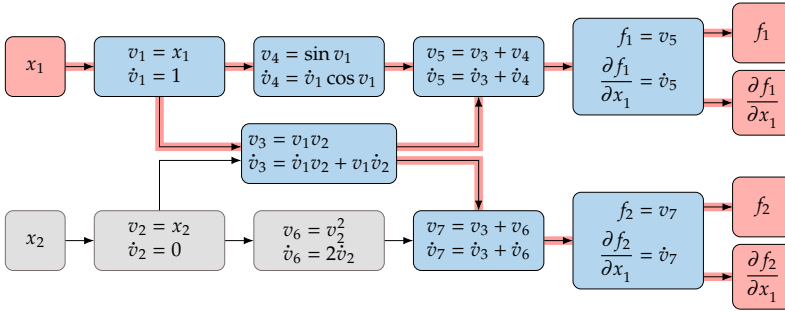 x₁
v₁ = x₁
v̇₁ = 1
v₄ = sin v₁
v̇₄ = v̇₁ cos v₁
v₅ = v₃ + v₄
v̇₅ = v̇₃ + v̇₄
f₁ = v₅
∂f₁/∂x₁ = v̇₅
f₁
∂f₁/∂x₁
v₃ = v₁v₂
v̇₃ = v̇₁v₂ + v₁v̇₂
x₂
v₂ = x₂
v̇₂ = 0
v₆ = v₂²
v̇₆ = 2v̇₂
v₇ = v₃ + v₆
v̇₇ = v̇₃ + v̇₆
f₂ = v₇
∂f₂/∂x₁ = v̇₇
f₂
∂f₂/∂x₁